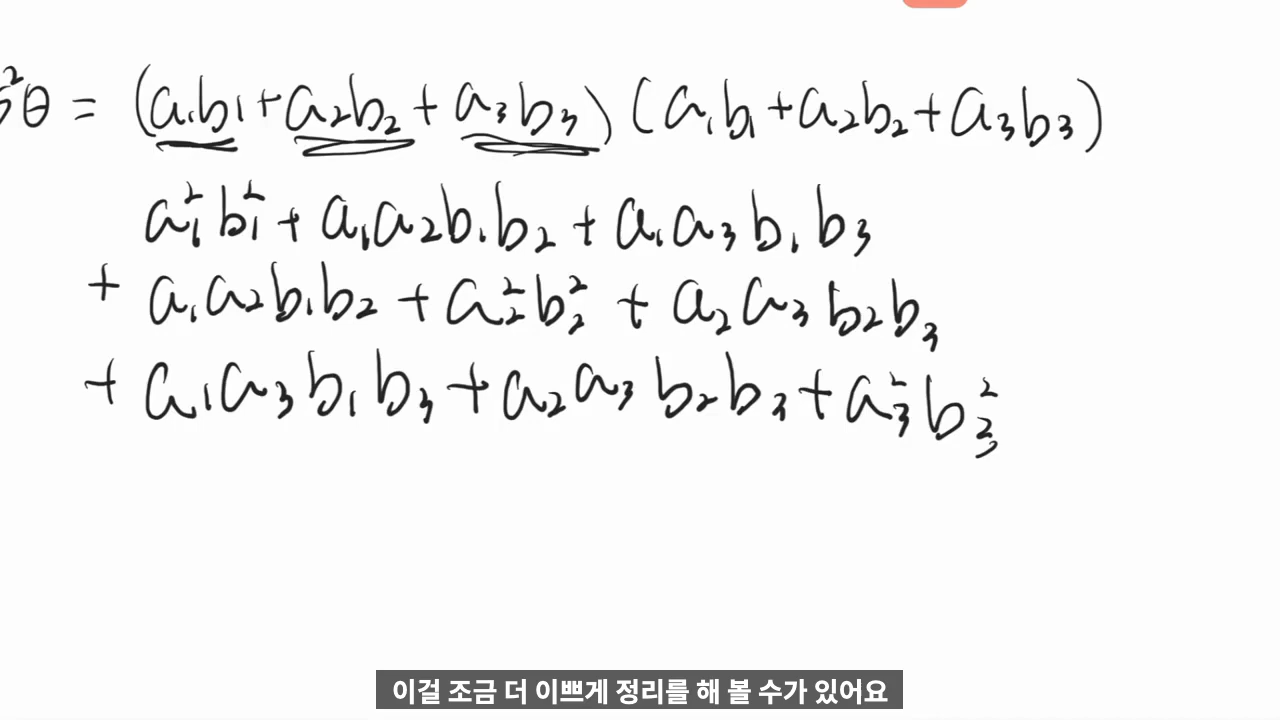 ²θ = (a₁b₁+a₂b₂+a₃b₃)(a₁b₁+a₂b₂+a₃b₃)
a₁²b₁²+a₁a₂b₁b₂+a₁a₃b₁b₃
+a₁a₂b₁b₂+a₂²b₂²+a₂a₃b₂b₃
+a₁a₃b₁b₃+a₂a₃b₂b₃+a₃²b₃²
이걸 조금 더 이쁘게 정리를 해 볼 수가 있어요